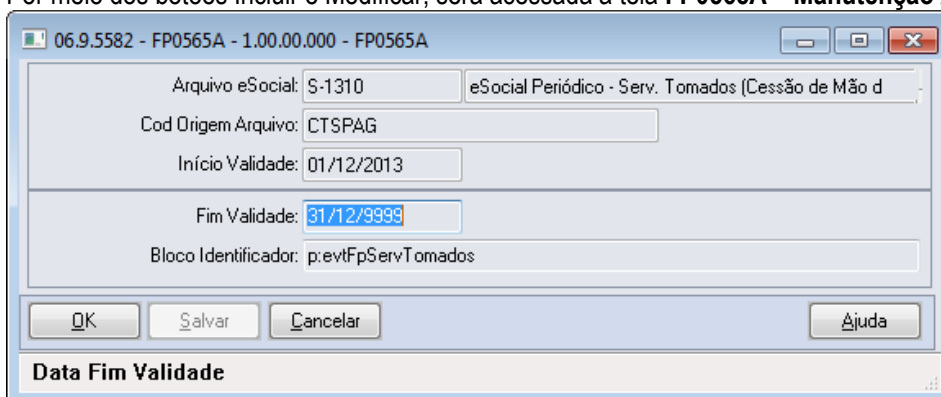 Por meio dos botões Incluir e Modificar, será acessada a tela FP0565A – Manutenção
06.9.5582 - FP0565A - 1.00.00.000 - FP0565A
Arquivo eSocial: S-1310 eSocial Periódico - Serv. Tomados (Cessão de Mão d
Cod Origem Arquivo: CTSPAG
Início Validade: 01/12/2013
Fim Validade: 31/12/9999
Bloco Identificador: p:evtFpServTomados
OK Salvar Cancelar Ajuda
Data Fim Validade